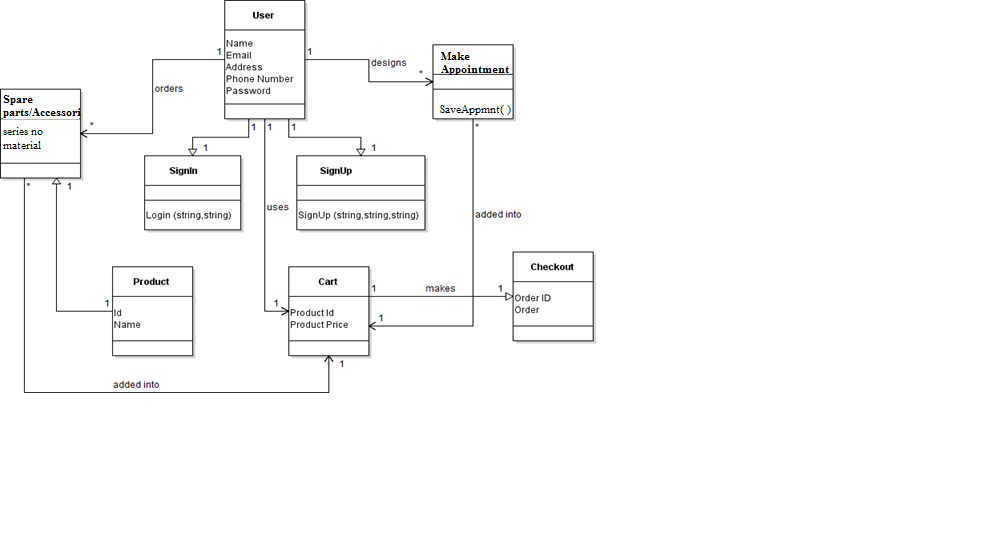 User
Name
Email
Address
Phone Number
Password
1
1
designs
*
Make
Appointment
SaveAppmnt( )
orders
*
Spare
parts/Accessori
series no
material
1
1
1
1
1
*
1
*
SignIn
Login (string,string)
SignUp
SignUp (string,string,string)
uses
added into
Product
Id
Name
1
Cart
Product Id
Product Price
1
1
makes
1
1
Checkout
Order ID
Order
1
added into